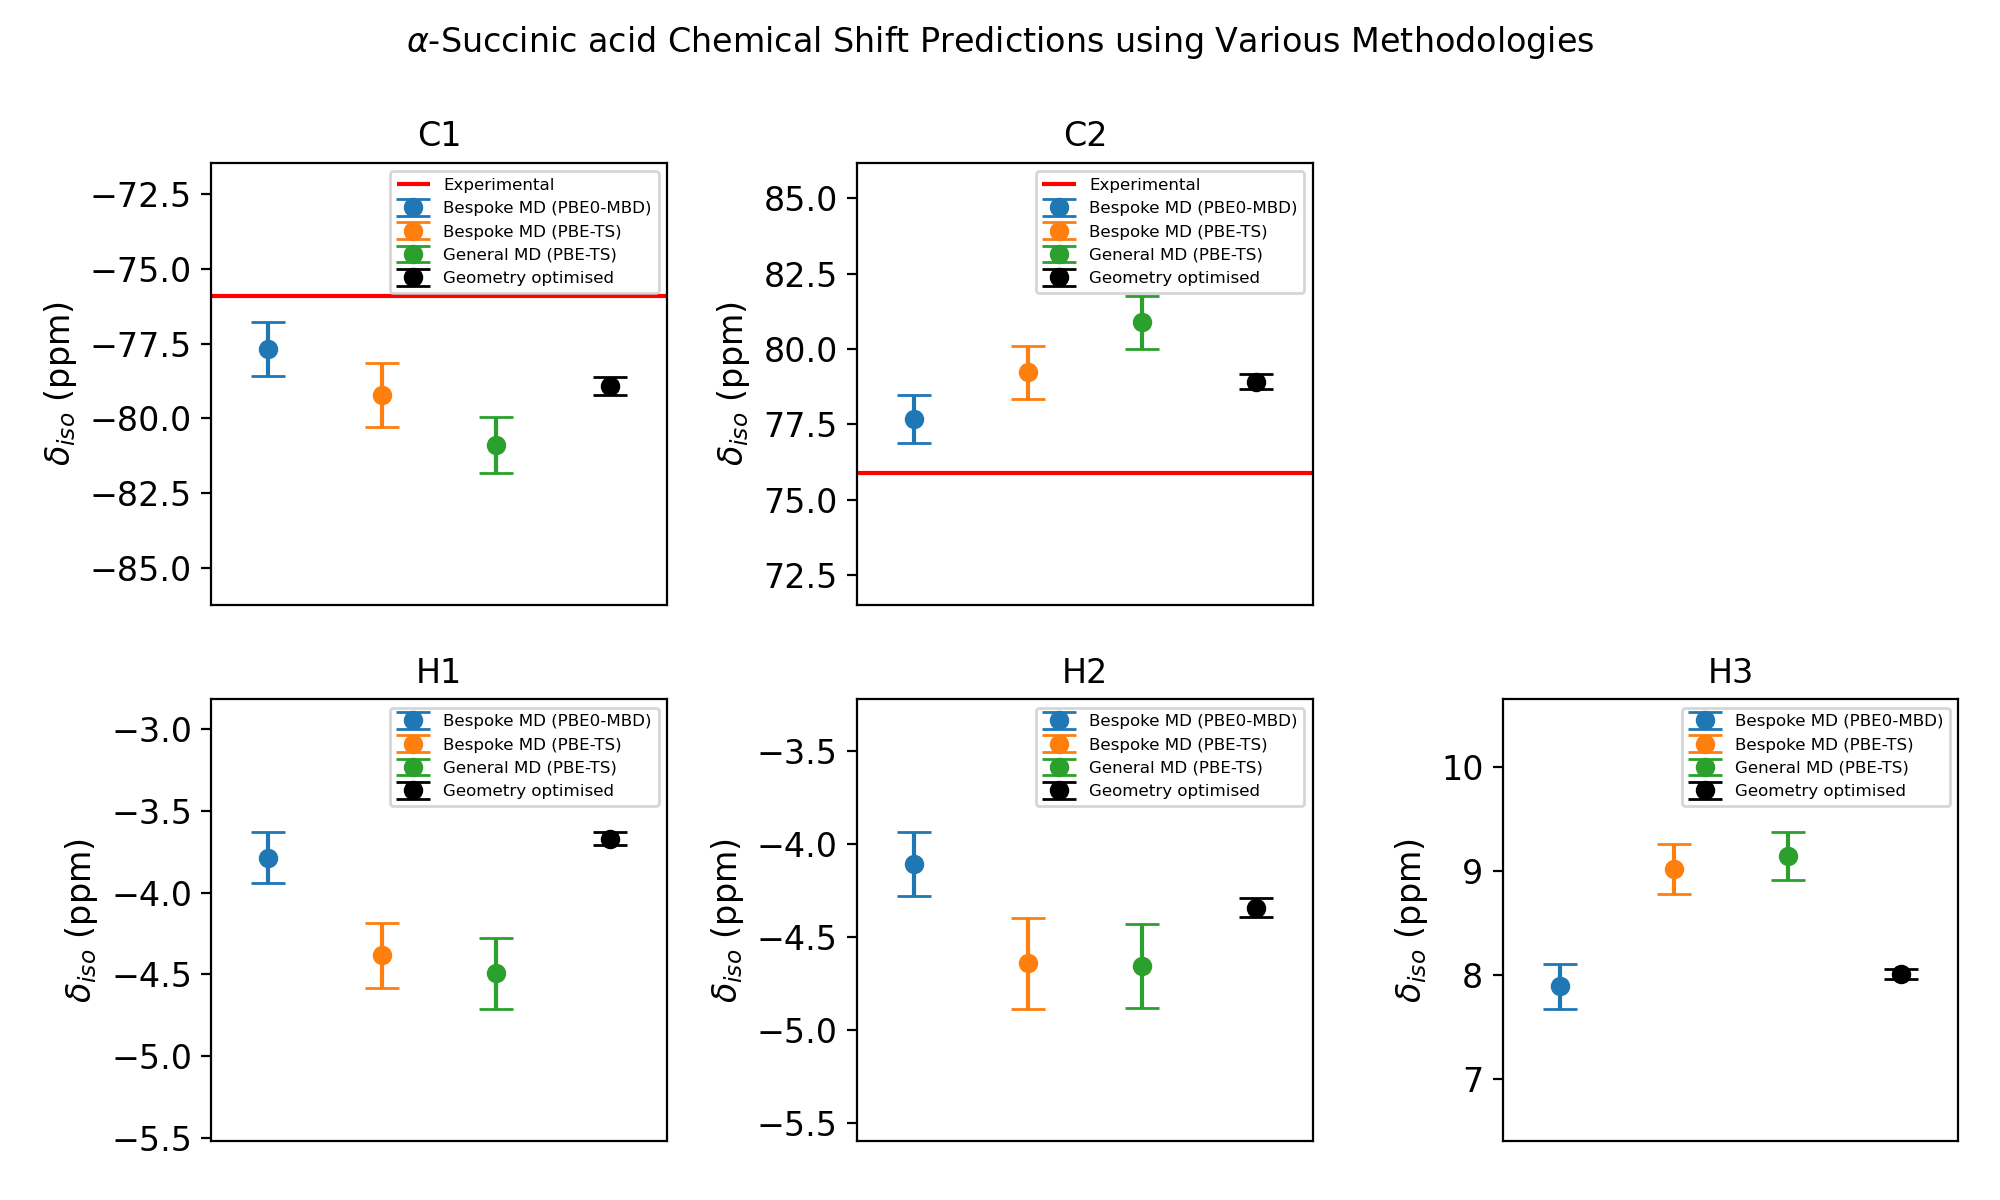 α-Succinic acid Chemical Shift Predictions using Various Methodologies
C1
δiso (ppm)
−72.5
−75.0
−77.5
−80.0
−82.5
−85.0
Experimental
Bespoke MD (PBE0-MBD)
Bespoke MD (PBE-TS)
General MD (PBE-TS)
Geometry optimised
C2
δiso (ppm)
85.0
82.5
80.0
77.5
75.0
72.5
Experimental
Bespoke MD (PBE0-MBD)
Bespoke MD (PBE-TS)
General MD (PBE-TS)
Geometry optimised
H1
δiso (ppm)
−3.0
−3.5
−4.0
−4.5
−5.0
−5.5
Bespoke MD (PBE0-MBD)
Bespoke MD (PBE-TS)
General MD (PBE-TS)
Geometry optimised
H2
δiso (ppm)
−3.5
−4.0
−4.5
−5.0
−5.5
Bespoke MD (PBE0-MBD)
Bespoke MD (PBE-TS)
General MD (PBE-TS)
Geometry optimised
H3
δiso (ppm)
10
9
8
7
Bespoke MD (PBE0-MBD)
Bespoke MD (PBE-TS)
General MD (PBE-TS)
Geometry optimised